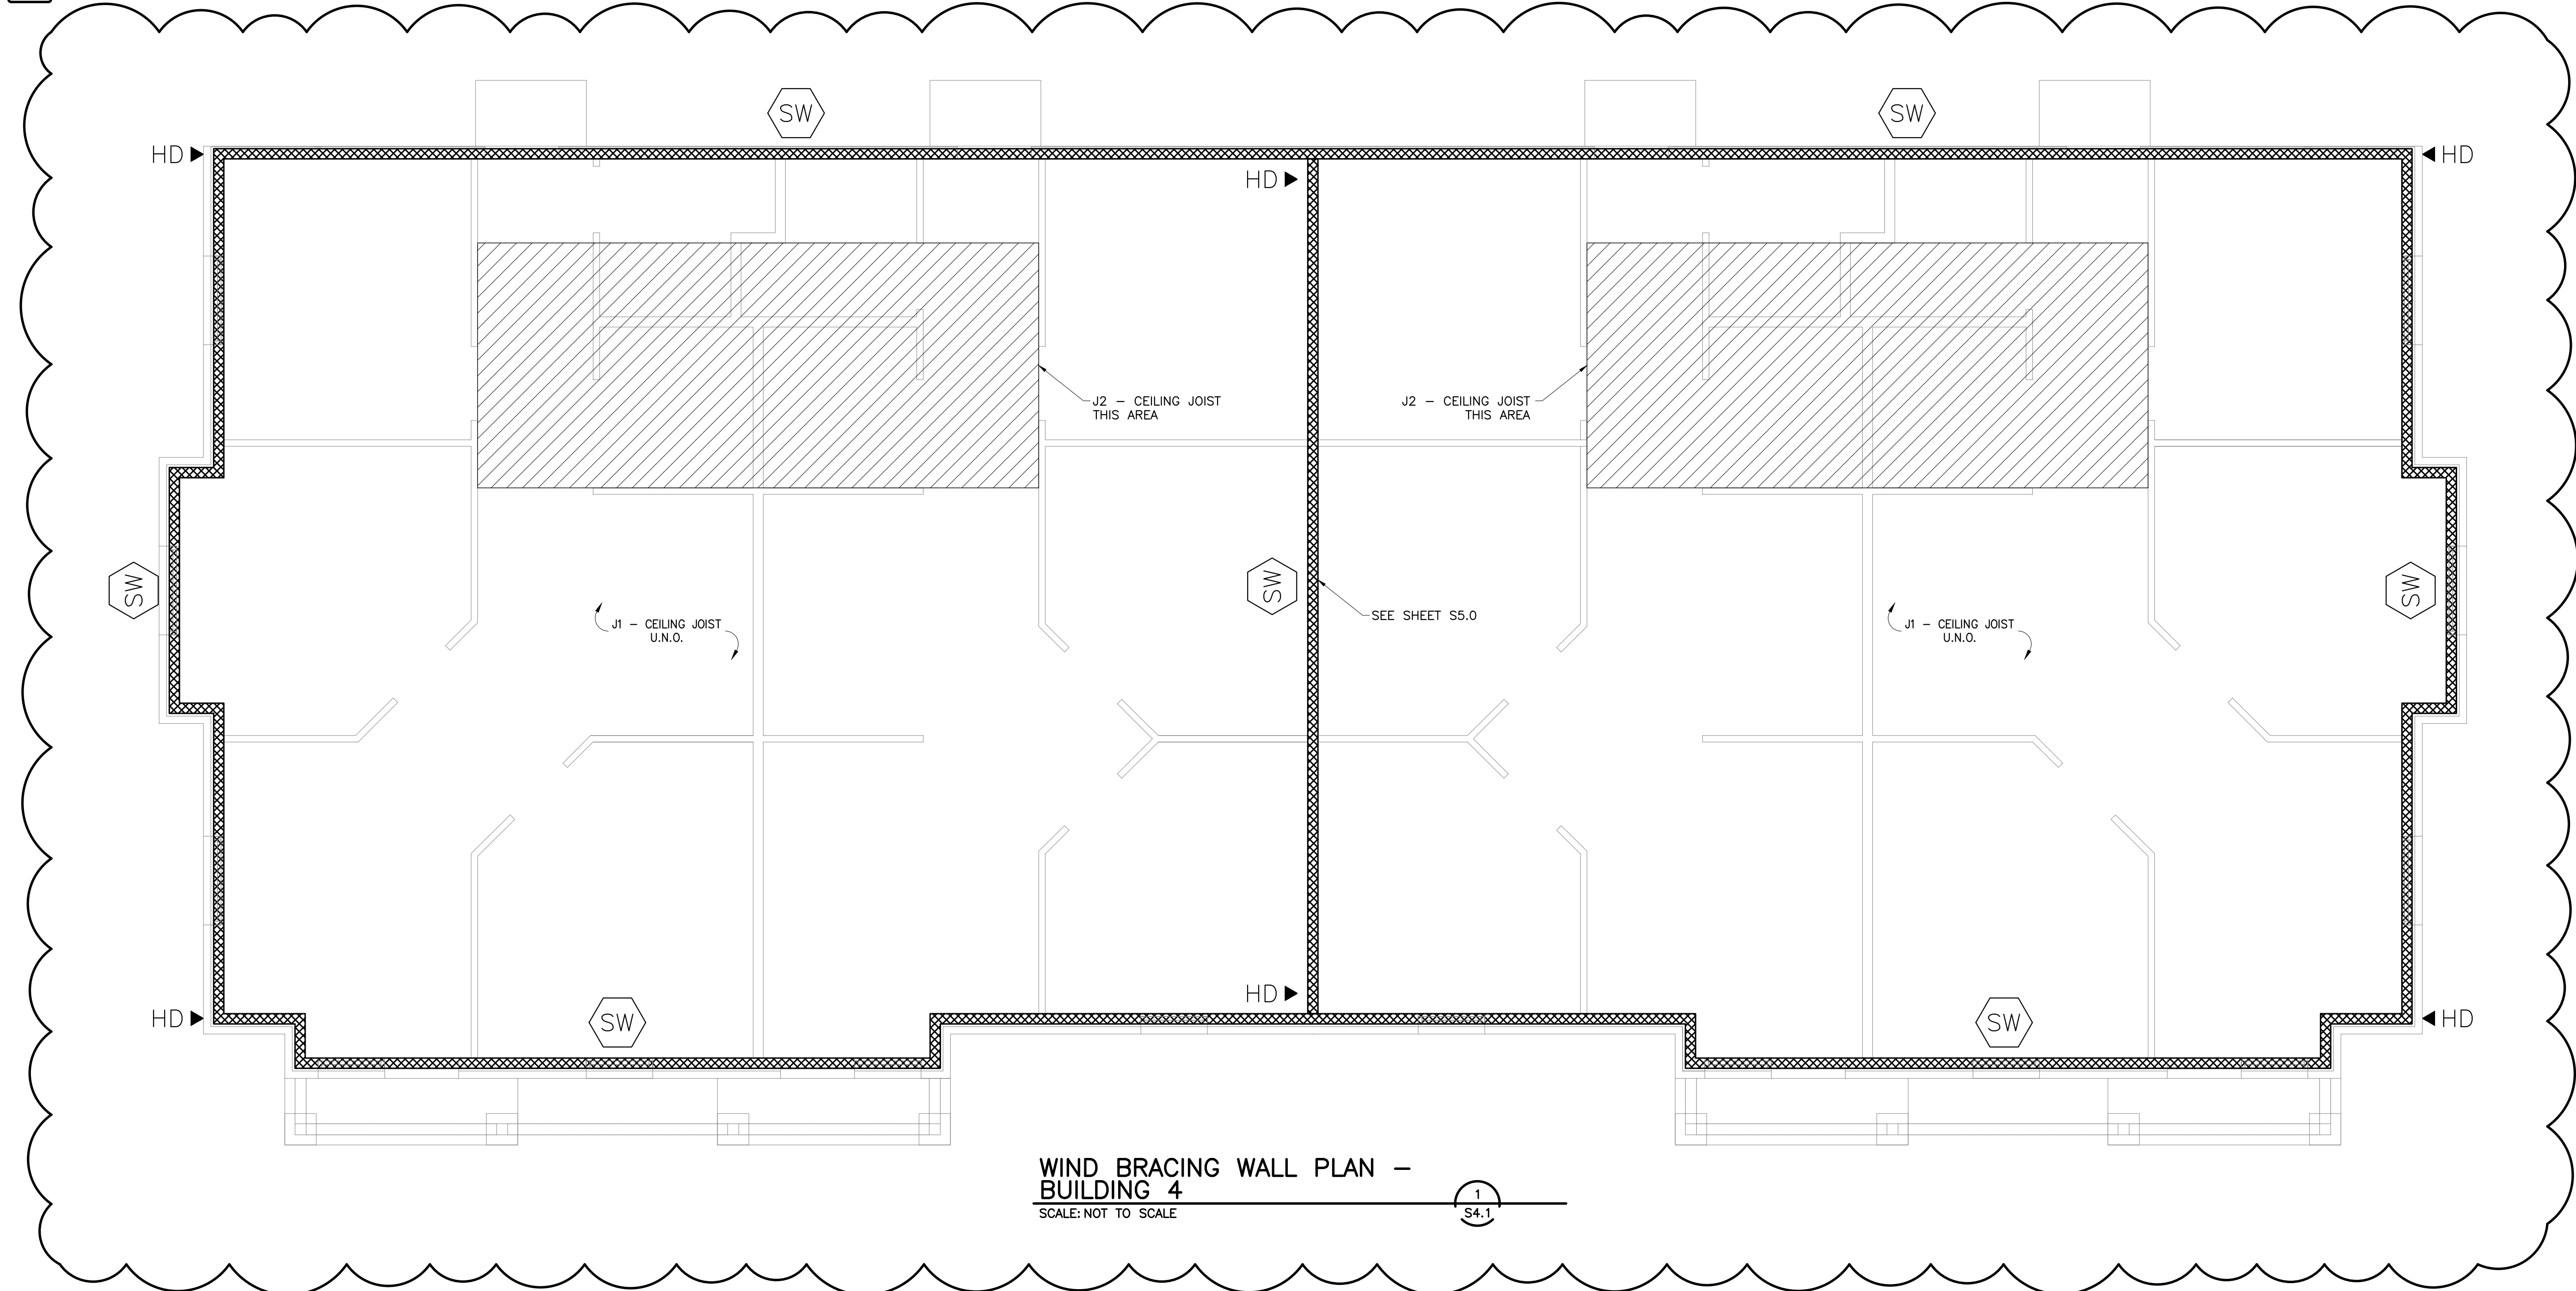 SW
SW
HD
HD
HD
HD
J2 – CEILING JOIST
THIS AREA
J2 – CEILING JOIST
THIS AREA
SW
SW
SW
SEE SHEET S5.0
J1 – CEILING JOIST
U.N.O.
J1 – CEILING JOIST
U.N.O.
HD
HD
HD
SW
SW
WIND BRACING WALL PLAN –
BUILDING 4
SCALE: NOT TO SCALE
1
S4.1